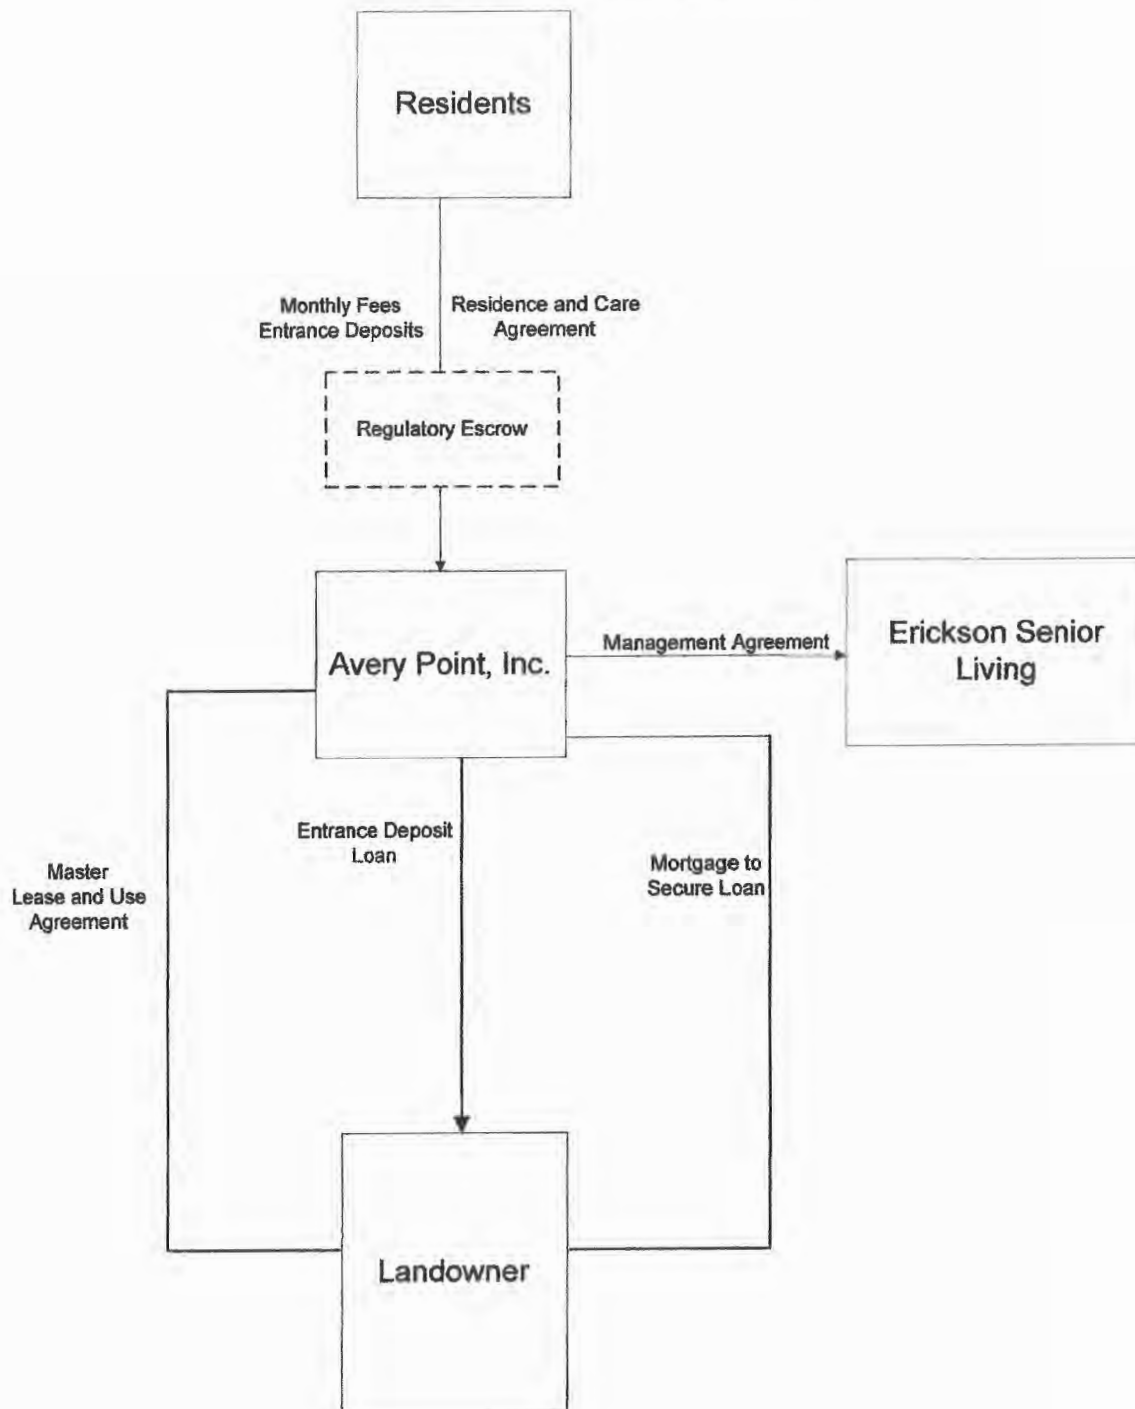 Residents
Monthly Fees
Entrance Deposits
Residence and Care
Agreement
Regulatory Escrow
Avery Point, Inc.
Management Agreement
Erickson Senior
Living
Entrance Deposit
Loan
Master
Lease and Use
Agreement
Mortgage to
Secure Loan
Landowner